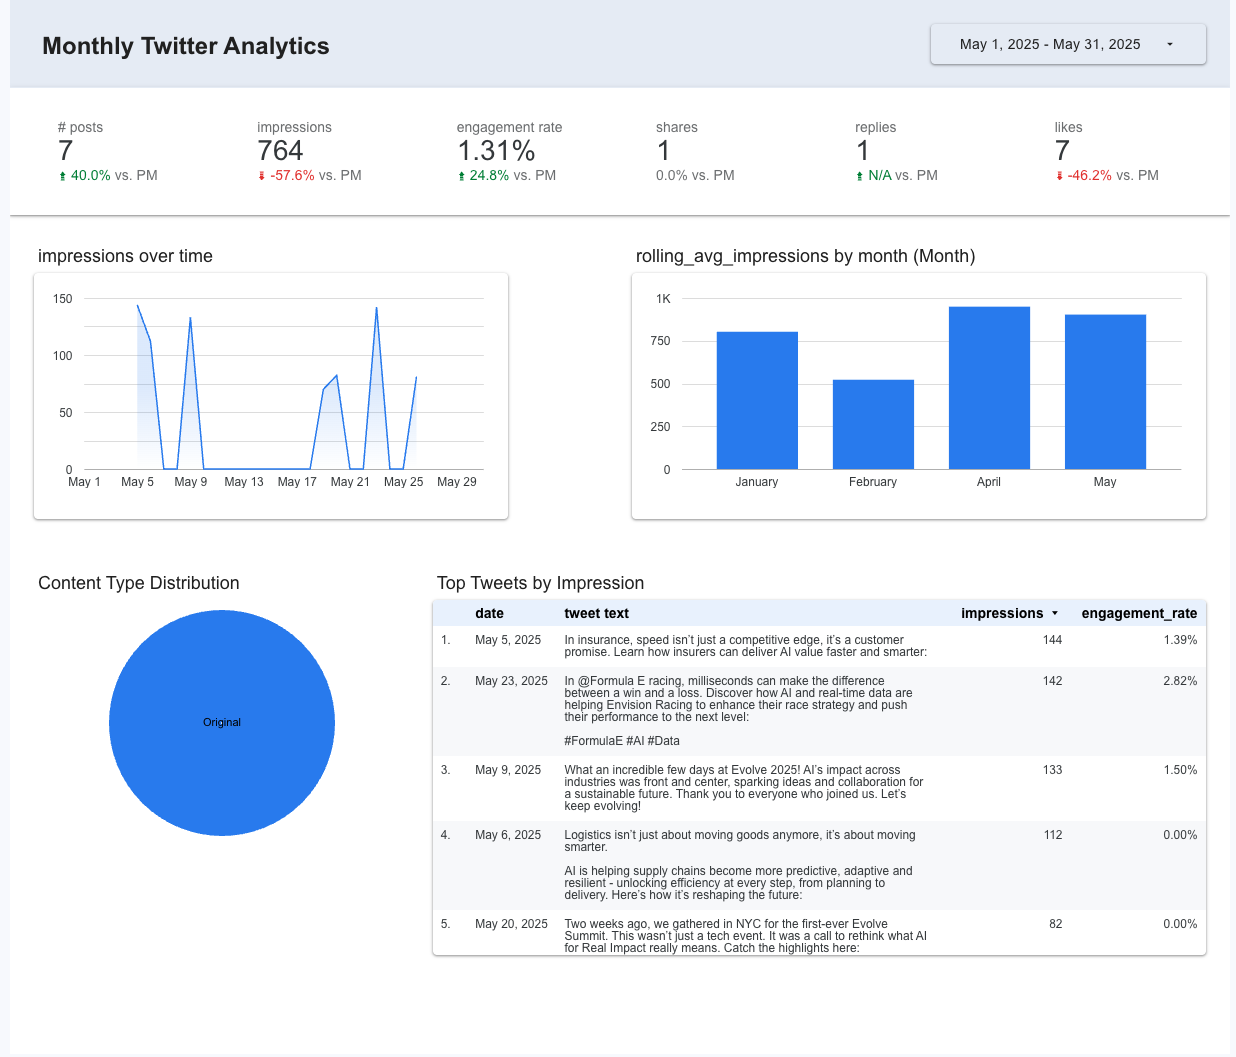 Monthly Twitter Analytics
May 1, 2025 - May 31, 2025
# posts
7
40.0% vs. PM
impressions
764
-57.6% vs. PM
engagement rate
1.31%
24.8% vs. PM
shares
1
0.0% vs. PM
replies
1
N/A vs. PM
likes
7
-46.2% vs. PM
impressions over time
150
100
50
0
May 1 May 5 May 9 May 13 May 17 May 21 May 25 May 29
rolling_avg_impressions by month (Month)
1K
750
500
250
0
January February April May
Content Type Distribution
Original
Top Tweets by Impression
date tweet text impressions engagement_rate
1. May 5, 2025 In insurance, speed isn’t just a competitive edge, it’s a customer 144 1.39%
promise. Learn how insurers can deliver AI value faster and smarter:
2. May 23, 2025 In @Formula E racing, milliseconds can make the difference 142 2.82%
between a win and a loss. Discover how AI and real-time data are
helping Envision Racing to enhance their race strategy and push
their performance to the next level:
#FormulaE #AI #Data
3. May 9, 2025 What an incredible few days at Evolve 2025! AI’s impact across 133 1.50%
industries was front and center, sparking ideas and collaboration for
a sustainable future. Thank you to everyone who joined us. Let’s
keep evolving!
4. May 6, 2025 Logistics isn’t just about moving goods anymore, it’s about moving 112 0.00%
smarter.
AI is helping supply chains become more predictive, adaptive and
resilient - unlocking efficiency at every step, from planning to
delivery. Here’s how it’s reshaping the future:
5. May 20, 2025 Two weeks ago, we gathered in NYC for the first-ever Evolve 82 0.00%
Summit. This wasn’t just a tech event. It was a call to rethink what AI
for Real Impact really means. Catch the highlights here: